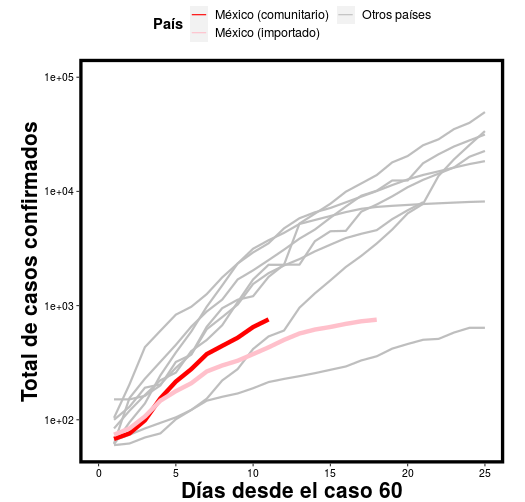 País
México (comunitario)
Otros países
México (importado)
Total de casos confirmados
1e+05
1e+04
1e+03
1e+02
0 5 10 15 20 25
Días desde el caso 60